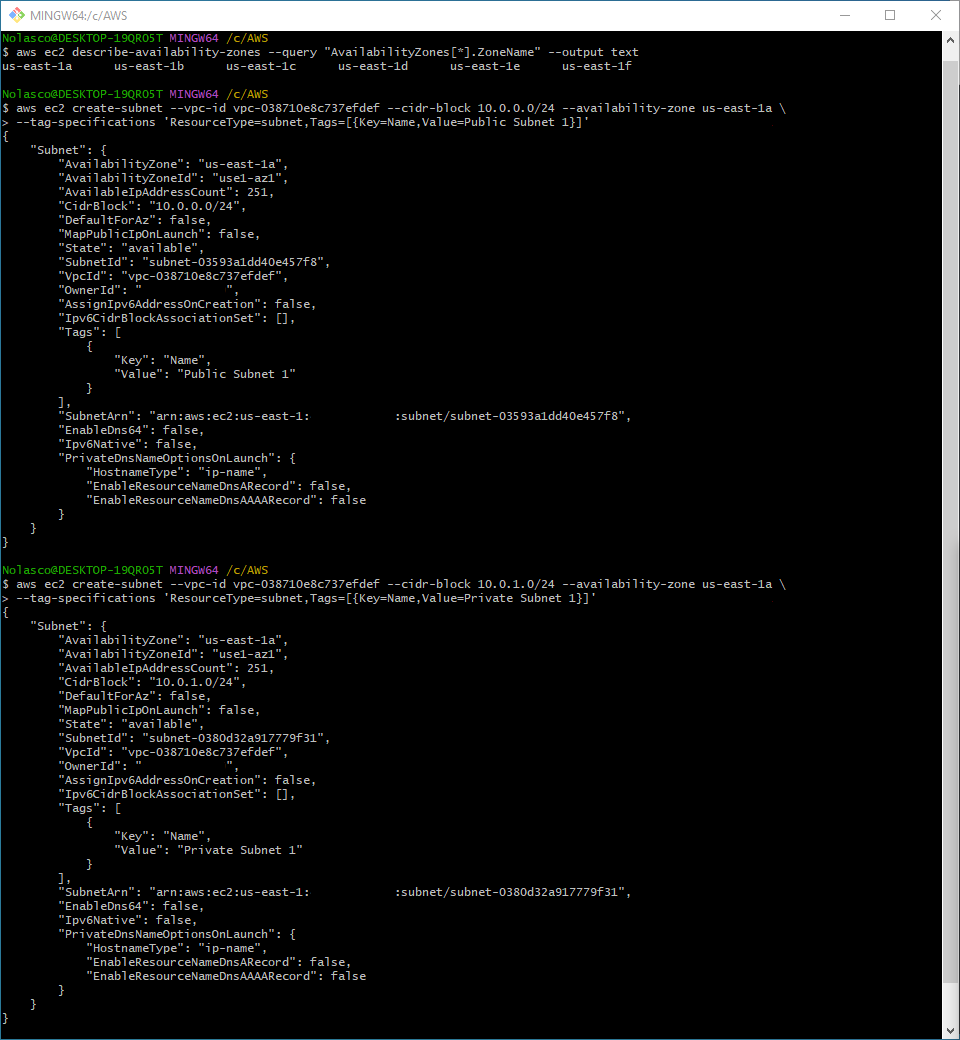 MINGW64:/c/AWS
Nolasco@DESKTOP-19QRO5T MINGW64 /c/AWS
$ aws ec2 describe-availability-zones --query "AvailabilityZones[*].ZoneName" --output text
us-east-1a      us-east-1b      us-east-1c      us-east-1d      us-east-1e      us-east-1f

Nolasco@DESKTOP-19QRO5T MINGW64 /c/AWS
$ aws ec2 create-subnet --vpc-id vpc-038710e8c737efdef --cidr-block 10.0.0.0/24 --availability-zone us-east-1a \
> --tag-specifications 'ResourceType=subnet,Tags=[{Key=Name,Value=Public Subnet 1}]'
{
    "Subnet": {
        "AvailabilityZone": "us-east-1a",
        "AvailabilityZoneId": "use1-az1",
        "AvailableIpAddressCount": 251,
        "CidrBlock": "10.0.0.0/24",
        "DefaultForAz": false,
        "MapPublicIpOnLaunch": false,
        "State": "available",
        "SubnetId": "subnet-03593a1dd40e457f8",
        "VpcId": "vpc-038710e8c737efdef",
        "OwnerId": "            ",
        "AssignIpv6AddressOnCreation": false,
        "Ipv6CidrBlockAssociationSet": [],
        "Tags": [
            {
                "Key": "Name",
                "Value": "Public Subnet 1"
            }
        ],
        "SubnetArn": "arn:aws:ec2:us-east-1:            :subnet/subnet-03593a1dd40e457f8",
        "EnableDns64": false,
        "Ipv6Native": false,
        "PrivateDnsNameOptionsOnLaunch": {
            "HostnameType": "ip-name",
            "EnableResourceNameDnsARecord": false,
            "EnableResourceNameDnsAAAARecord": false
        }
    }
}

Nolasco@DESKTOP-19QRO5T MINGW64 /c/AWS
$ aws ec2 create-subnet --vpc-id vpc-038710e8c737efdef --cidr-block 10.0.1.0/24 --availability-zone us-east-1a \
> --tag-specifications 'ResourceType=subnet,Tags=[{Key=Name,Value=Private Subnet 1}]'
{
    "Subnet": {
        "AvailabilityZone": "us-east-1a",
        "AvailabilityZoneId": "use1-az1",
        "AvailableIpAddressCount": 251,
        "CidrBlock": "10.0.1.0/24",
        "DefaultForAz": false,
        "MapPublicIpOnLaunch": false,
        "State": "available",
        "SubnetId": "subnet-0380d32a917779f31",
        "VpcId": "vpc-038710e8c737efdef",
        "OwnerId": "            ",
        "AssignIpv6AddressOnCreation": false,
        "Ipv6CidrBlockAssociationSet": [],
        "Tags": [
            {
                "Key": "Name",
                "Value": "Private Subnet 1"
            }
        ],
        "SubnetArn": "arn:aws:ec2:us-east-1:            :subnet/subnet-0380d32a917779f31",
        "EnableDns64": false,
        "Ipv6Native": false,
        "PrivateDnsNameOptionsOnLaunch": {
            "HostnameType": "ip-name",
            "EnableResourceNameDnsARecord": false,
            "EnableResourceNameDnsAAAARecord": false
        }
    }
}